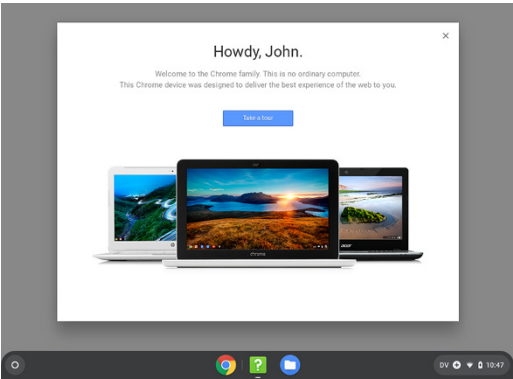 Howdy, John.
Welcome to the Chrome family. This is no ordinary computer.
This Chrome device was designed to deliver the best experience of the web to you.
Take a tour
chrome
acer
DV
10:47